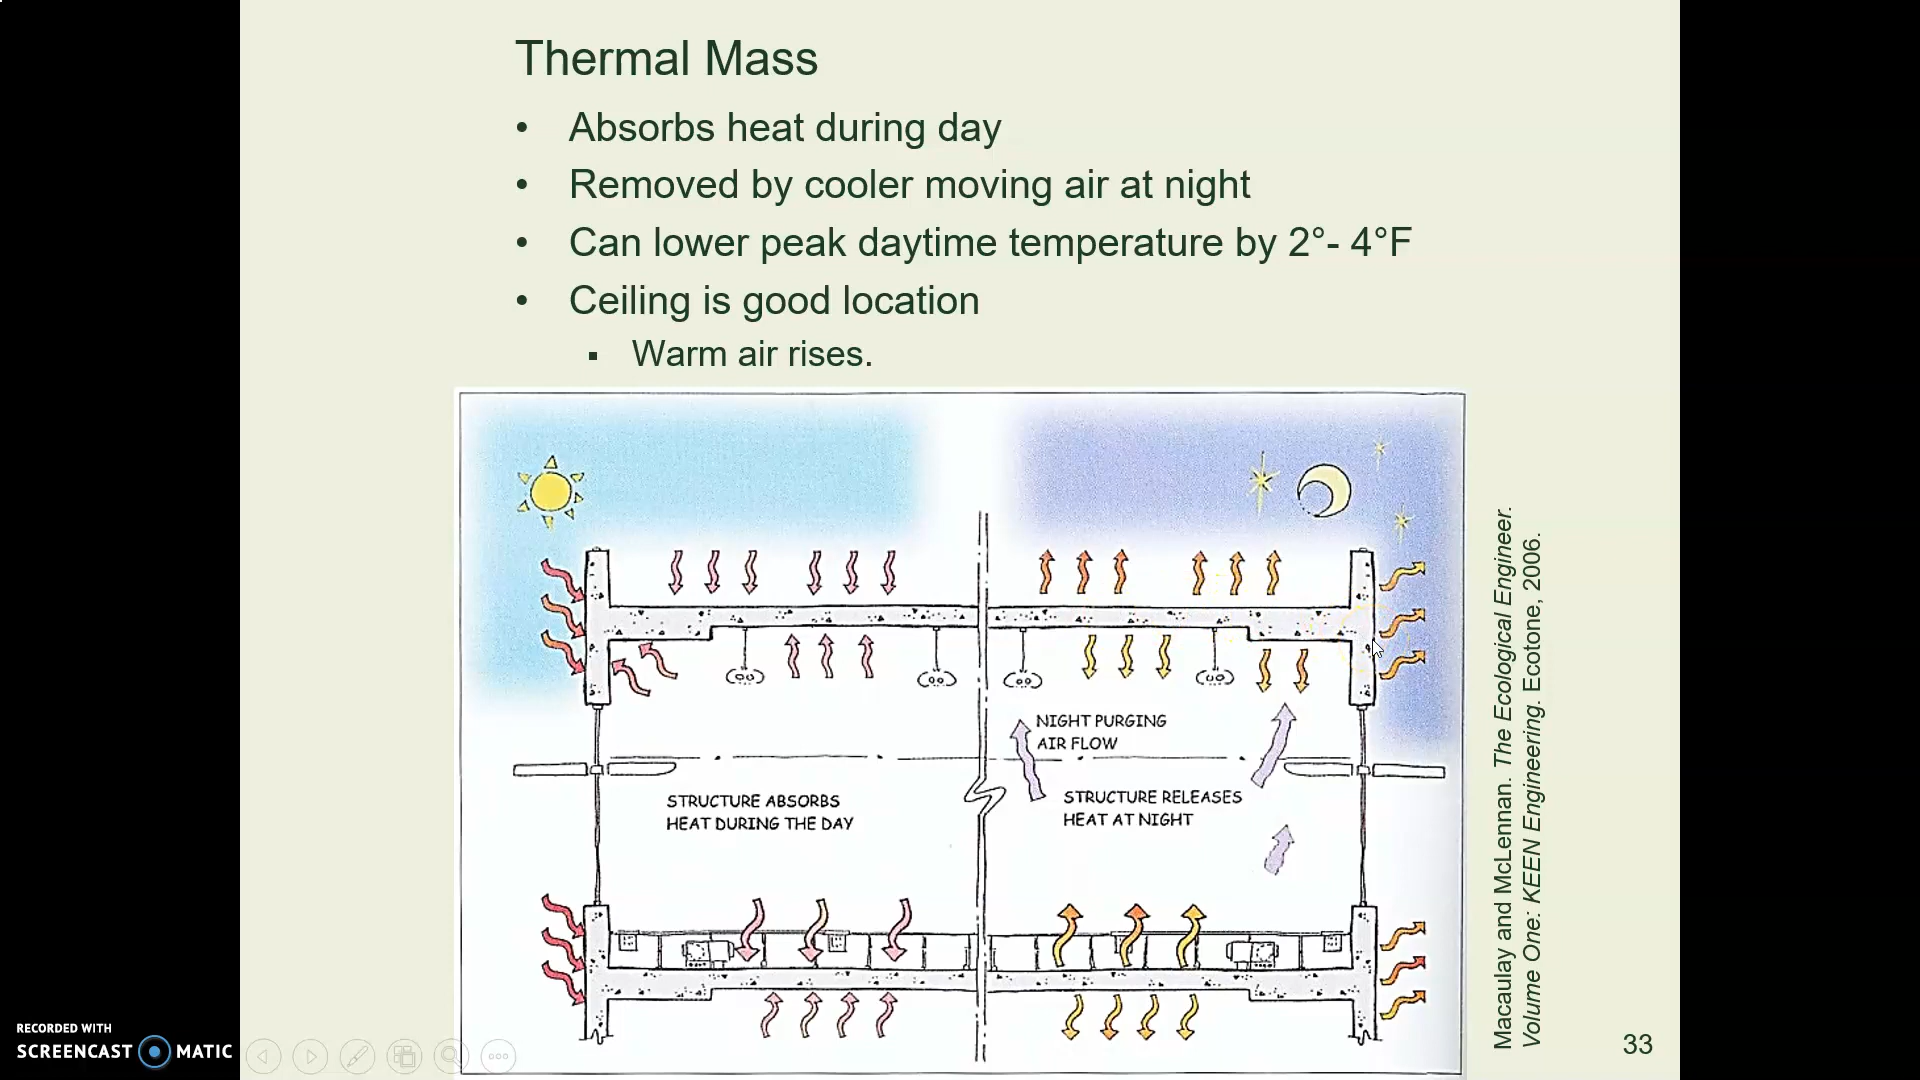 Thermal Mass
• Absorbs heat during day
• Removed by cooler moving air at night
• Can lower peak daytime temperature by 2°- 4°F
• Ceiling is good location
▪ Warm air rises.
NIGHT PURGING
AIR FLOW
STRUCTURE ABSORBS
HEAT DURING THE DAY
STRUCTURE RELEASES
HEAT AT NIGHT
Macaulay and McLennan. The Ecological Engineer.
Volume One: KEEN Engineering. Ecotone, 2006.
RECORDED WITH
SCREENCAST MATIC
33